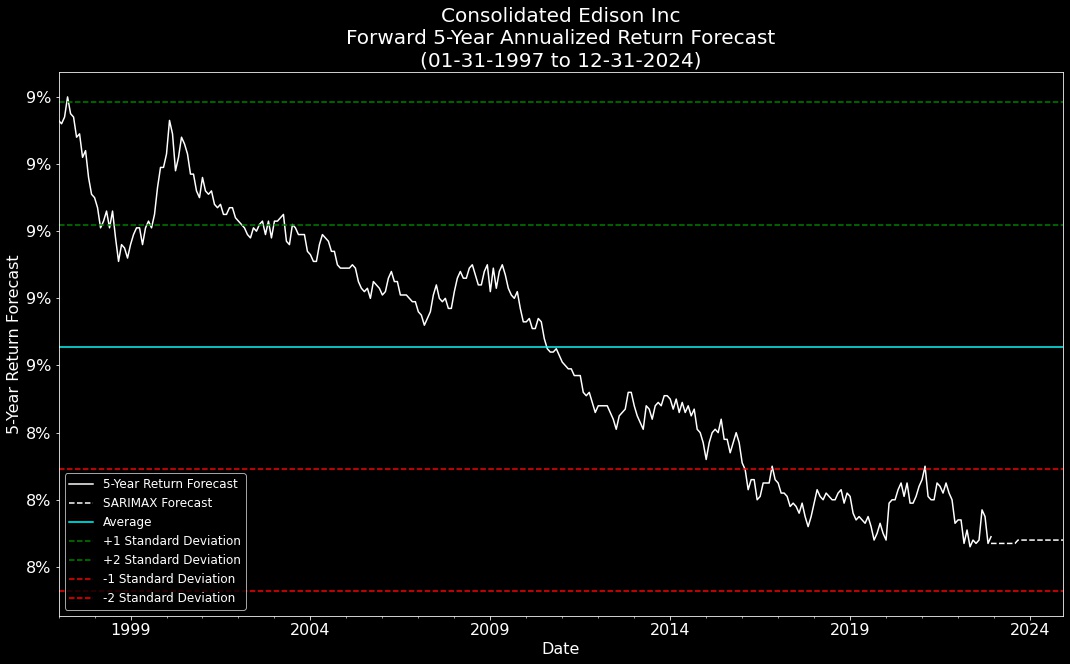 Consolidated Edison Inc
Forward 5-Year Annualized Return Forecast
(01-31-1997 to 12-31-2024)
5-Year Return Forecast
9%
9%
9%
9%
9%
8%
8%
8%
5-Year Return Forecast
SARIMAX Forecast
Average
+1 Standard Deviation
+2 Standard Deviation
-1 Standard Deviation
-2 Standard Deviation
1999 2004 2009 2014 2019 2024
Date